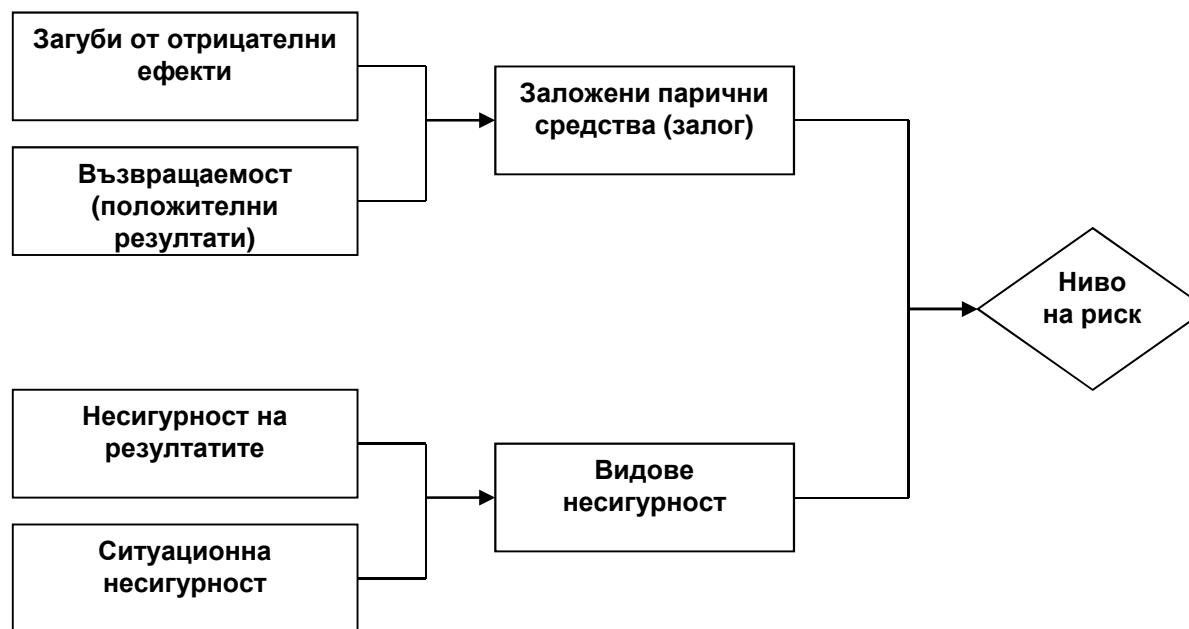 Загуби от отрицателни
ефекти
Възвращаемост
(положителни
резултати)
Заложени парични
средства (залог)
Ниво
на риск
Несигурност на
резултатите
Ситуационна
несигурност
Видове
несигурност